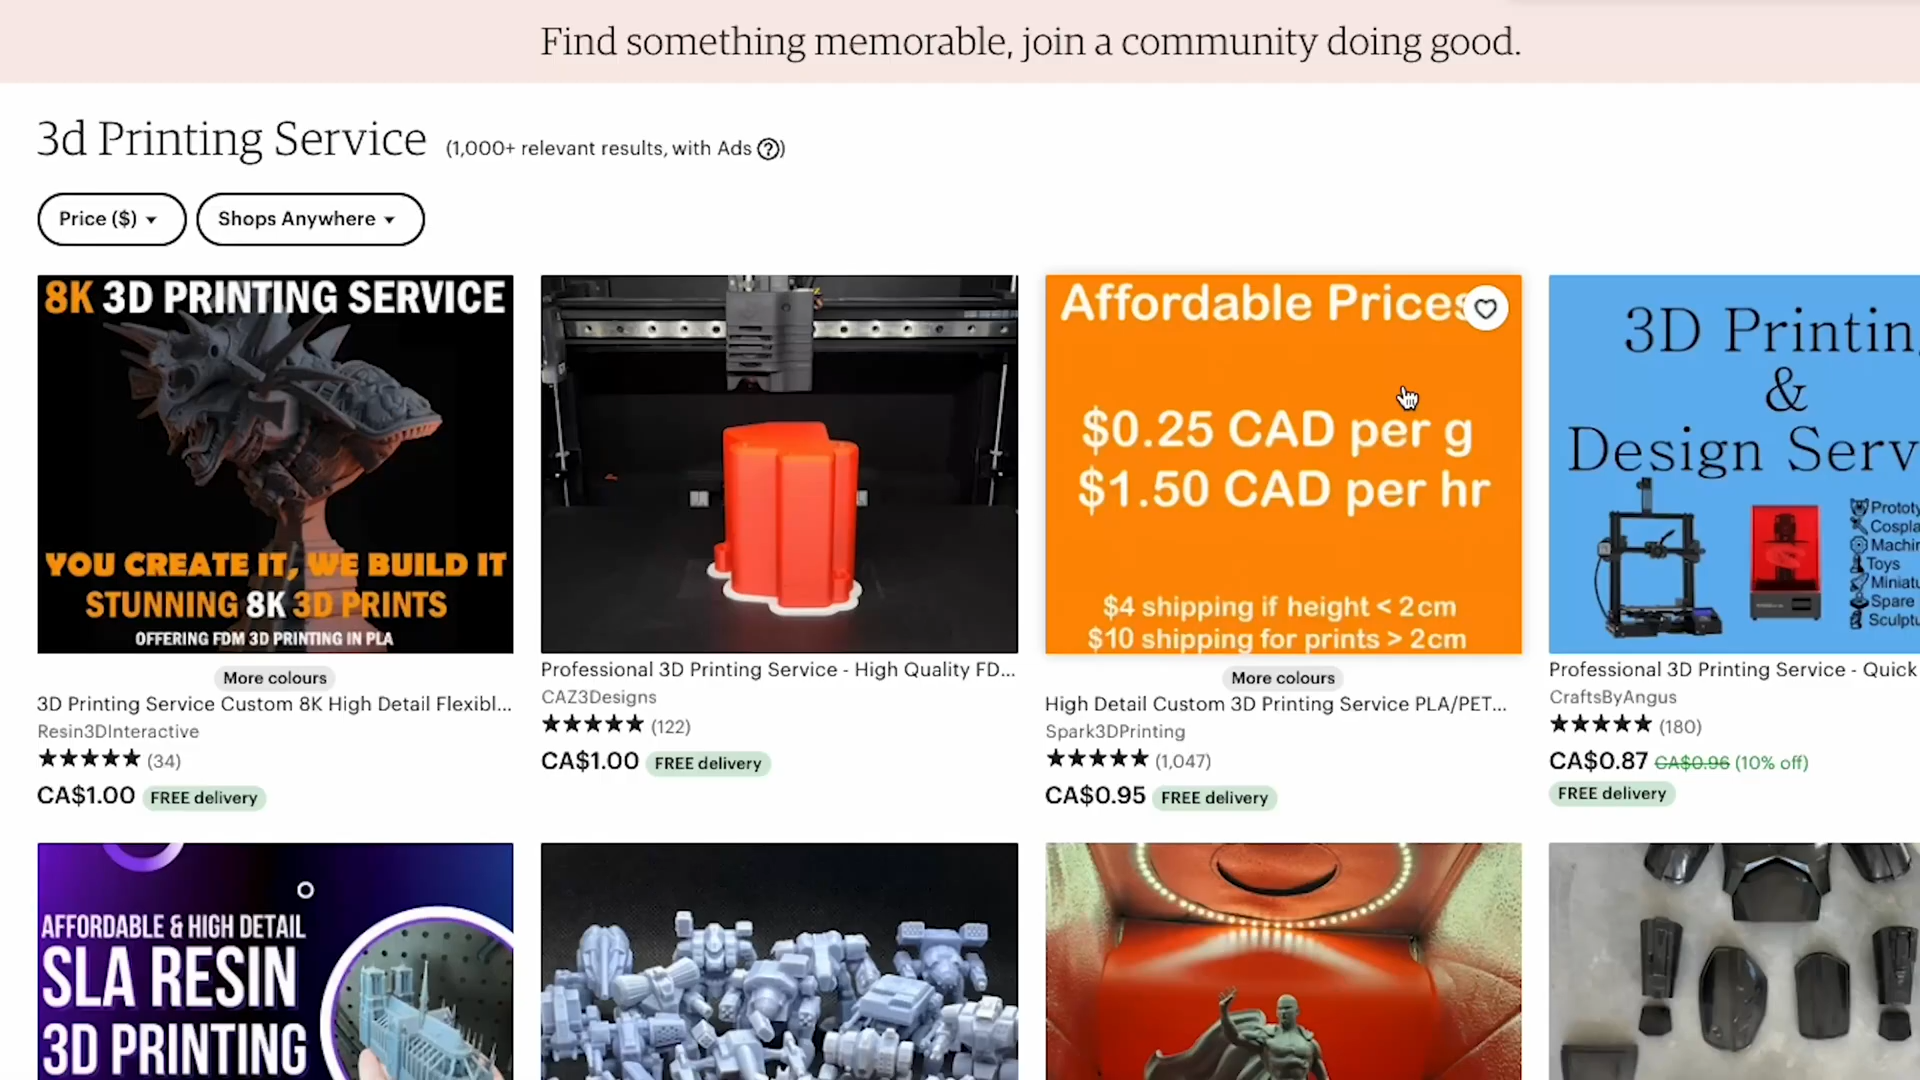 Find something memorable, join a community doing good.
3d Printing Service (1,000+ relevant results, with Ads ?)
Price ($)
Shops Anywhere
8K 3D PRINTING SERVICE
YOU CREATE IT, WE BUILD IT
STUNNING 8K 3D PRINTS
OFFERING FDM 3D PRINTING IN PLA
More colours
3D Printing Service Custom 8K High Detail Flexibl...
Resin3DInteractive
(34)
CA$1.00 FREE delivery
Professional 3D Printing Service - High Quality FD...
CAZ3Designs
(122)
CA$1.00 FREE delivery
Affordable Prices
$0.25 CAD per g
$1.50 CAD per hr
$4 shipping if height < 2cm
$10 shipping for prints > 2cm
More colours
High Detail Custom 3D Printing Service PLA/PET...
Spark3DPrinting
(1,047)
CA$0.95 FREE delivery
3D Printin
&
Design Serv
Prototy
Cospla
Machin
Toys
Miniatu
Spare
Sculptu
Professional 3D Printing Service - Quick
CraftsByAngus
(180)
CA$0.87 CA$0.96 (10% off)
FREE delivery
AFFORDABLE & HIGH DETAIL
SLA RESIN
3D PRINTING